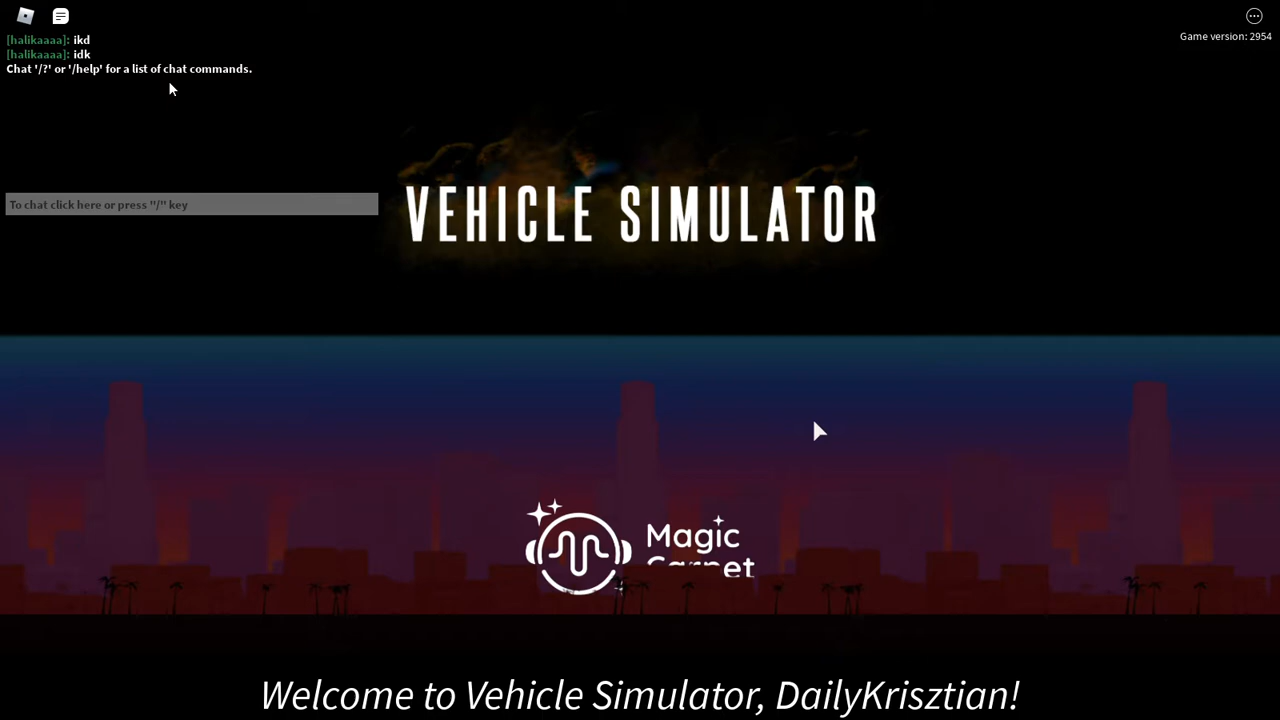 [halikaaaa]: ikd
Game version: 2954
[halikaaaa]: idk
Chat '/?' or '/help' for a list of chat commands.
To chat click here or press "/" key
VEHICLE SIMULATOR
Magic
Carpet
Welcome to Vehicle Simulator, DailyKrisztian!